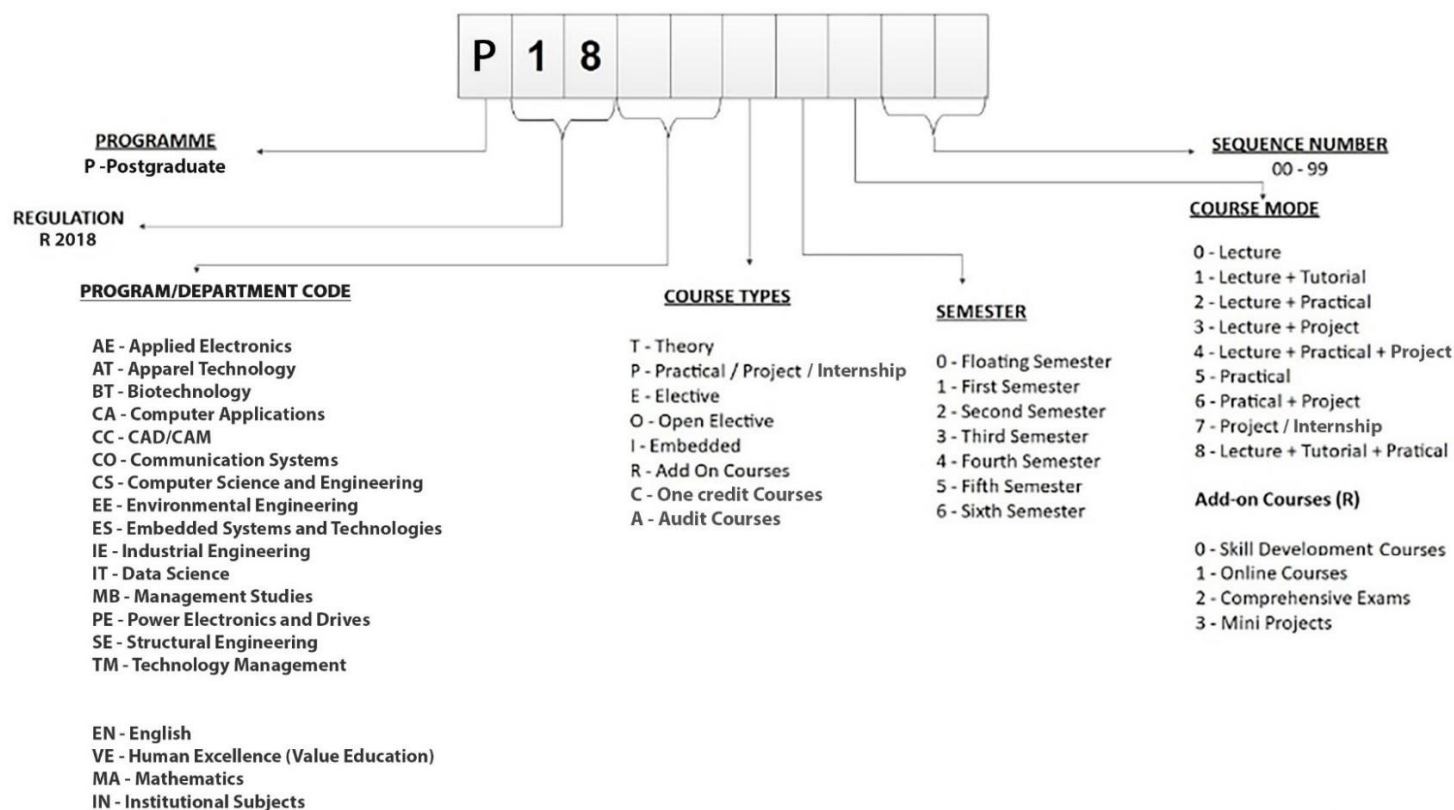 P 1 8
PROGRAMME
P -Postgraduate
REGULATION
R 2018
PROGRAM/DEPARTMENT CODE
AE - Applied Electronics
AT - Apparel Technology
BT - Biotechnology
CA - Computer Applications
CC - CAD/CAM
CO - Communication Systems
CS - Computer Science and Engineering
EE - Environmental Engineering
ES - Embedded Systems and Technologies
IE - Industrial Engineering
IT - Data Science
MB - Management Studies
PE - Power Electronics and Drives
SE - Structural Engineering
TM - Technology Management
EN - English
VE - Human Excellence (Value Education)
MA - Mathematics
IN - Institutional Subjects
COURSE TYPES
T - Theory
P - Practical / Project / Internship
E - Elective
O - Open Elective
I - Embedded
R - Add On Courses
C - One credit Courses
A - Audit Courses
SEMESTER
0 - Floating Semester
1 - First Semester
2 - Second Semester
3 - Third Semester
4 - Fourth Semester
5 - Fifth Semester
6 - Sixth Semester
SEQUENCE NUMBER
00 - 99
COURSE MODE
0 - Lecture
1 - Lecture + Tutorial
2 - Lecture + Practical
3 - Lecture + Project
4 - Lecture + Practical + Project
5 - Practical
6 - Pratical + Project
7 - Project / Internship
8 - Lecture + Tutorial + Pratical
Add-on Courses (R)
0 - Skill Development Courses
1 - Online Courses
2 - Comprehensive Exams
3 - Mini Projects